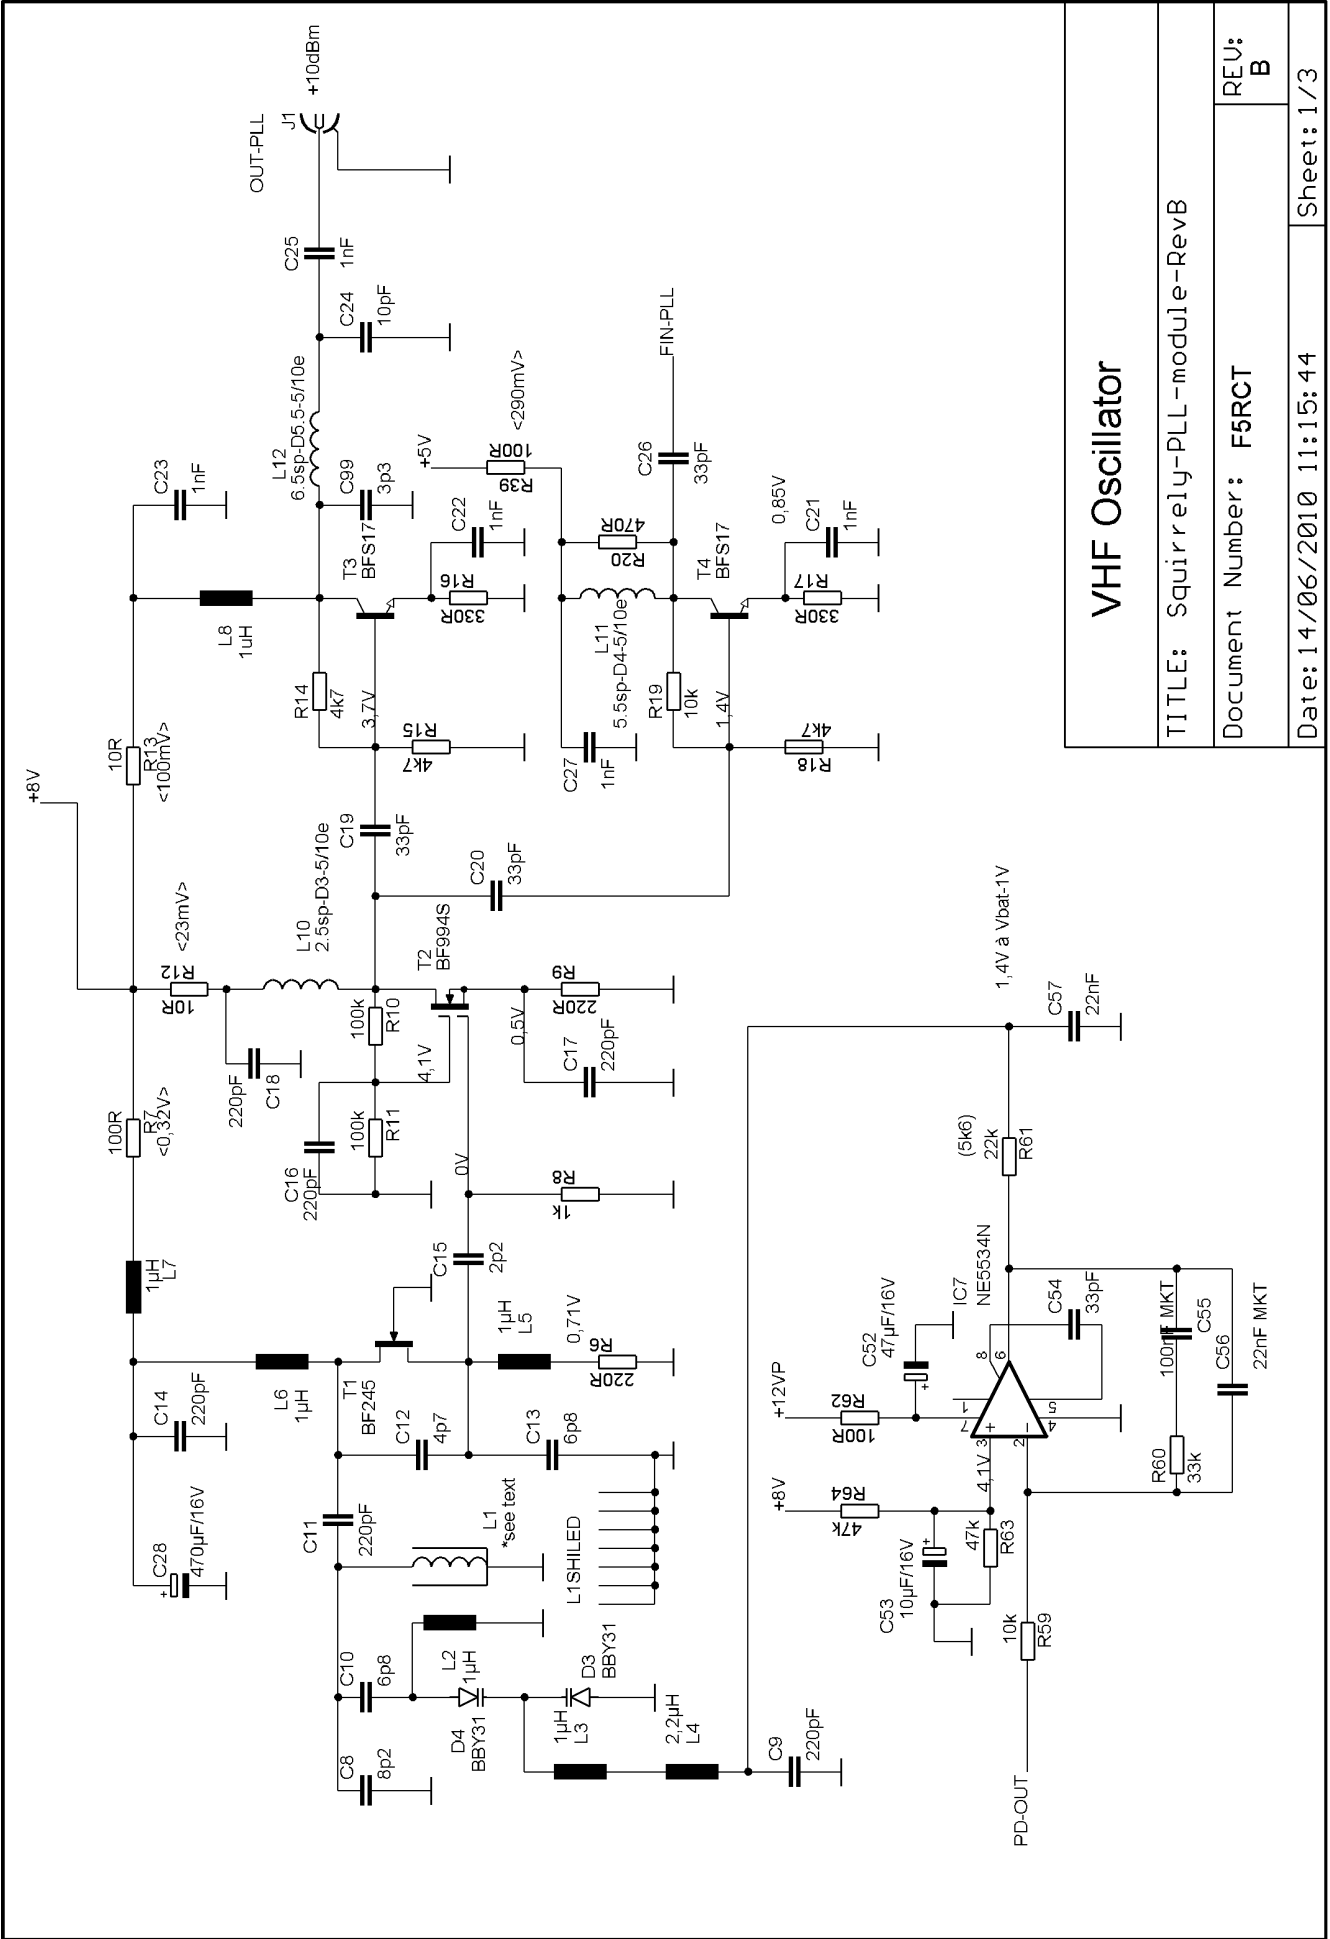 +8V
C28
470µF/16V
C14
220pF
1µH
L7
100R
R7
<0,32V>
10R
R12
<23mV>
10R
R13
<100mV>
C23
1nF
L6
1µH
220pF
C18
L10
2.5sp-D3-5/10e
L8
1uH
L12
6.5sp-D5.5-5/10e
OUT-PLL
J1
+10dBm
C11
220pF
T1
BF245
C12
4p7
C13
6p8
C15
2p2
1µH
L5
0,71V
R6
220R
C16
220pF
100k
R11
100k
R10
4,1V
T2
BF994S
0V
R8
1k
0,5V
C17
220pF
R9
220R
C19
33pF
C20
33pF
R14
4k7
3,7V
R15
4k7
T3
BFS17
C99
3p3
R16
330R
C22
1nF
C24
10pF
C25
1nF
+5V
R39
100R
<290mV>
C8
8p2
C10
6p8
L2
1µH
D4
BBY31
D3
BBY31
L1
*see text
L1SHILED
1µH
L3
2,2µH
L4
C9
220pF
C27
1nF
L11
5.5sp-D4-5/10e
R20
470R
R19
10k
1,4V
R18
4k7
T4
BFS17
C26
33pF
FIN-PLL
0,85V
R17
330R
C21
1nF
+8V
R64
47k
+12VP
R62
100R
C52
47µF/16V
C53
10µF/16V
47k
R63
4,1V
3
2
+
−
7
1
8
6
5
4
IC7
NE5534N
C54
33pF
(5k6)
22k
R61
1,4V à Vbat-1V
C57
22nF
PD-OUT
10k
R59
R60
33k
100nF MKT
C55
C56
22nF MKT
VHF Oscillator
TITLE: Squirrely-PLL-module-RevB
Document Number: F5RCT
REV:
B
Date: 14/06/2010 11:15:44
Sheet: 1/3